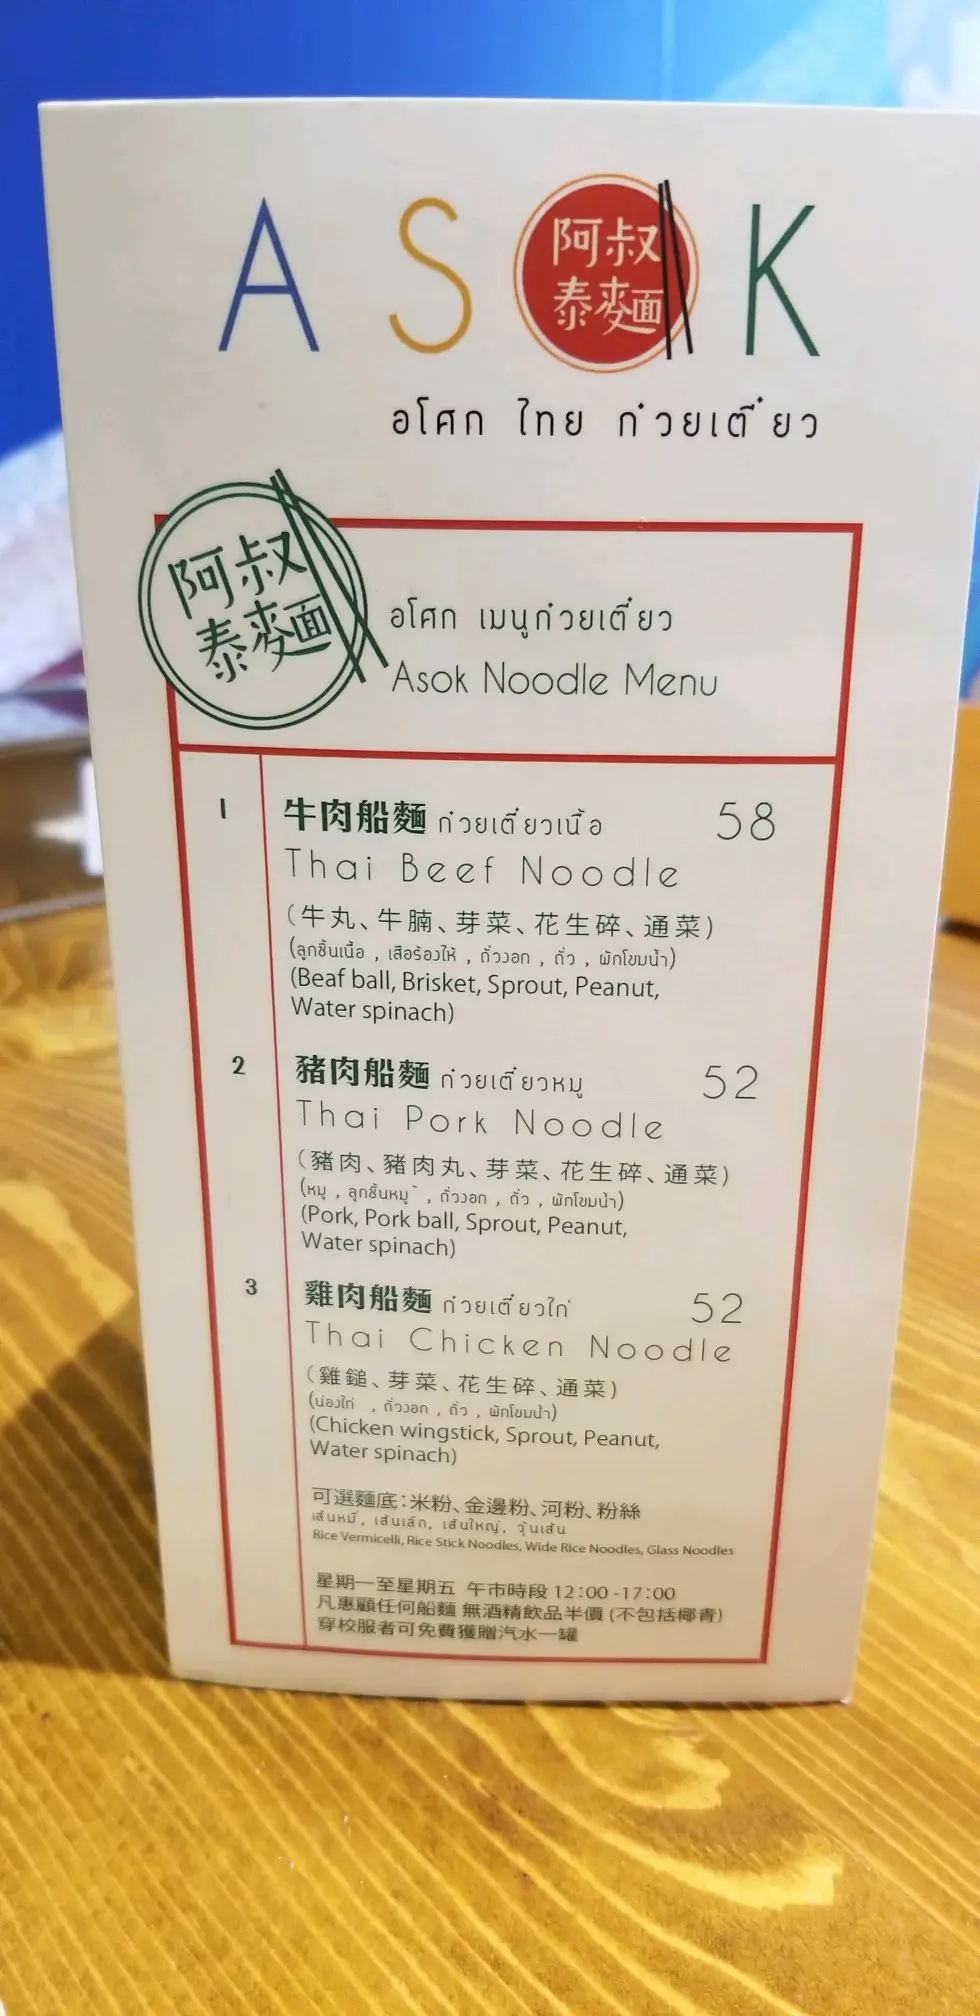 ASOK
阿叔
泰麵
อโศก ไทย ก๋วยเตี๋ยว
阿叔
泰麵
อโศก เมนูก๋วยเตี๋ยว
Asok Noodle Menu
1 牛肉船麵 ก๋วยเตี๋ยวเนื้อ 58
Thai Beef Noodle
(牛丸、牛腩、芽菜、花生碎、通菜)
(ลูกชิ้นเนื้อ , เสือร้องไห้ , ถั่วงอก , ถั่ว , ผักโขมน้ำ)
(Beaf ball, Brisket, Sprout, Peanut,
Water spinach)
2 豬肉船麵 ก๋วยเตี๋ยวหมู 52
Thai Pork Noodle
(豬肉、豬肉丸、芽菜、花生碎、通菜)
(หมู , ลูกชิ้นหมู , ถั่วงอก , ถั่ว , ผักโขมน้ำ)
(Pork, Pork ball, Sprout, Peanut,
Water spinach)
3 雞肉船麵 ก๋วยเตี๋ยวไก่ 52
Thai Chicken Noodle
(雞鎚、芽菜、花生碎、通菜)
(น่องไก่ , ถั่วงอก , ถั่ว , ผักโขมน้ำ)
(Chicken wingstick, Sprout, Peanut,
Water spinach)
可選麵底：米粉、金邊粉、河粉、粉絲
เส้นหมี่, เส้นเล็ก, เส้นใหญ่, วุ้นเส้น
Rice Vermicelli, Rice Stick Noodles, Wide Rice Noodles, Glass Noodles
星期一至星期五 午市時段 12:00 -17:00
凡惠顧任何船麵 無酒精飲品半價 (不包括椰青)
穿校服者可免費獲贈汽水一罐